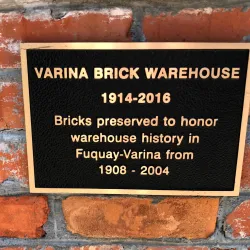 VARINA BRICK WAREHOUSE
1914-2016
Bricks preserved to honor
warehouse history in
Fuquay-Varina from
1908 - 2004